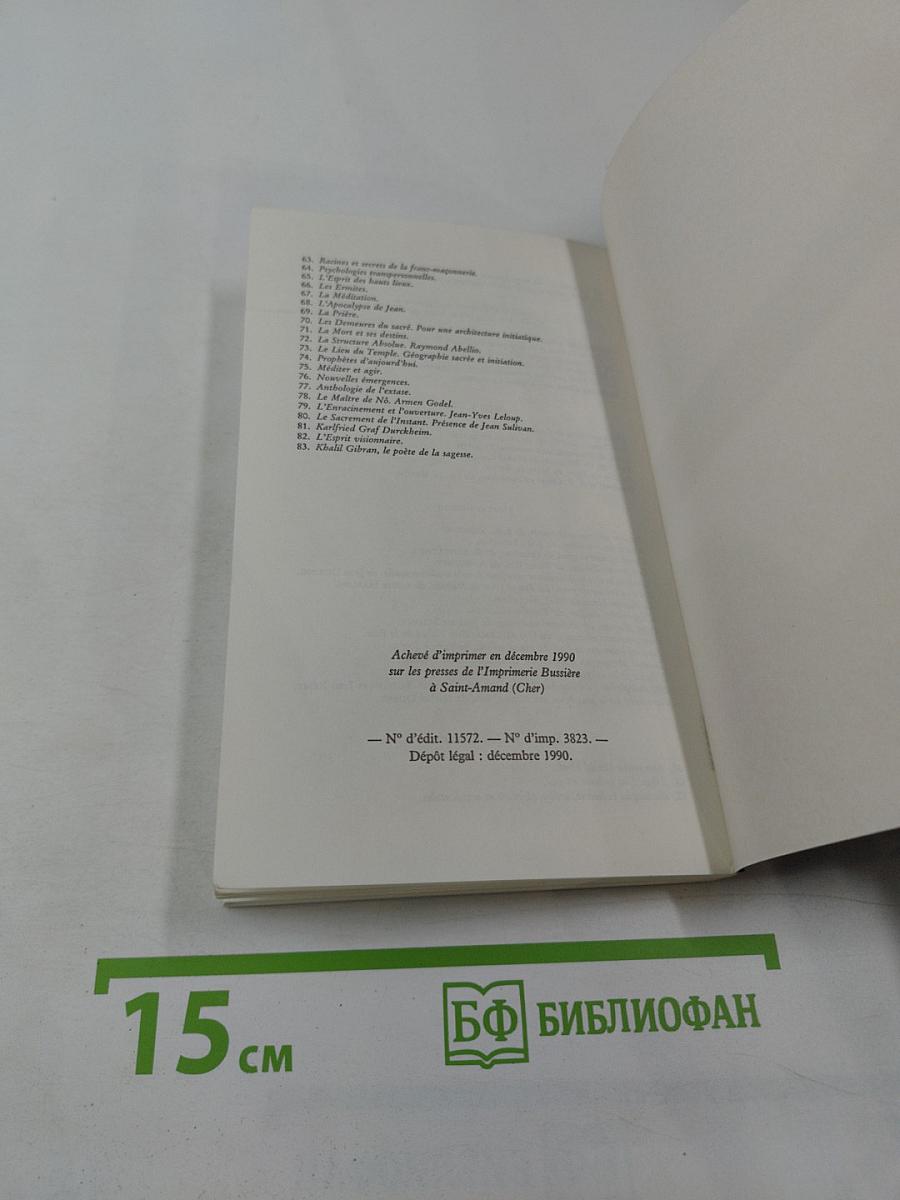 63. Racines et secrets de la franc-maçonnerie.
64. Psychologies transpersonnelles.
65. L'Esprit des hauts lieux.
66. Les Ermites.
67. La Méditation.
68. L'Apocalypse de Jean.
69. La Prière.
70. Les Demeures du sacré. Pour une architecture initiatique.
71. La Mort et ses destins.
72. La Structure Absolue. Raymond Abellio.
73. Le Lieu du Temple. Géographie sacrée et initiation.
74. Prophètes d'aujourd'hui.
75. Méditer et agir.
76. Nouvelles émergences.
77. Anthologie de l'extase.
78. Le Maître de Nô. Armen Godel.
79. L'Enracinement et l'ouverture. Jean-Yves Leloup.
80. Le Sacrement de l'Instant. Présence de Jean Sulivan.
81. Karlfried Graf Durckheim.
82. L'Esprit visionnaire.
83. Khalil Gibran, le poète de la sagesse.
Achevé d'imprimer en décembre 1990
sur les presses de l'Imprimerie Bussière
à Saint-Amand (Cher)
— N° d'édit. 11572. — N° d'imp. 3823. —
Dépôt légal : décembre 1990.
15 см
БФ БИБЛИОФАН